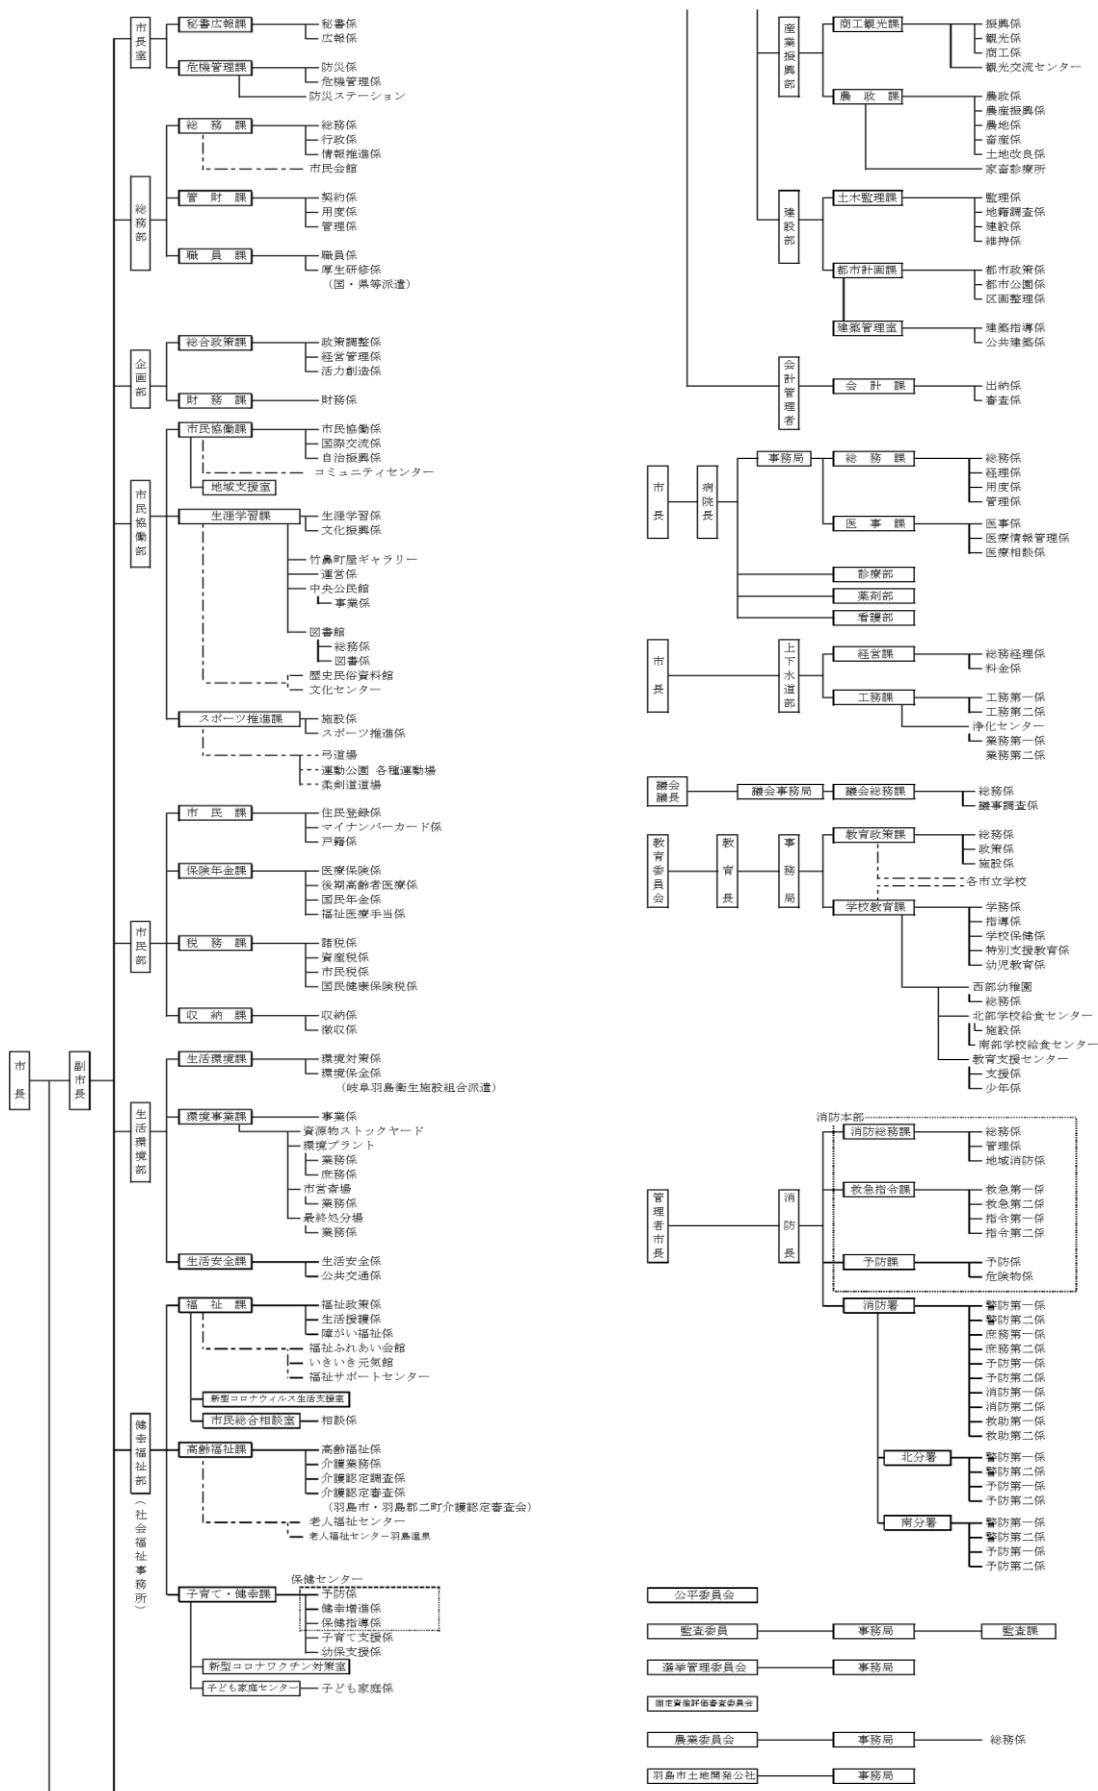 市長
副市長
市長室
秘書広報課
秘書係
広報係
危機管理課
防災係
危機管理係
防災ステーション
総務部
総務課
総務係
行政係
情報推進係
市民会館
管財課
契約係
用度係
管理係
職員課
職員係
厚生研修係
(国・県等派遣)
企画部
総合政策課
政策調整係
経営管理係
活力創造係
財務課
財務係
市民協働部
市民協働課
市民協働係
国際交流係
自治振興係
コミュニティセンター
地域支援室
生涯学習課
生涯学習係
文化振興係
竹鼻町屋ギャラリー
運営係
中央公民館
事業係
図書館
総務係
図書係
歴史民俗資料館
文化センター
スポーツ推進課
施設係
スポーツ推進係
弓道場
運動公園 各種運動場
柔剣道道場
市民部
市民課
住民登録係
マイナンバーカード係
戸籍係
保険年金課
医療保険係
後期高齢者医療係
国民年金係
福祉医療手当係
税務課
諸税係
資産税係
市民税係
国民健康保険税係
収納課
収納係
徴収係
生活環境部
生活環境課
環境対策係
環境保全係
(岐阜羽島衛生施設組合派遣)
環境事業課
事業係
資源物ストックヤード
環境プラント
業務係
庶務係
市営斎場
業務係
最終処分場
業務係
生活安全課
生活安全係
公共交通係
健幸福祉部
(社会福祉事務所)
福祉課
福祉政策係
生活援護係
障がい福祉係
福祉ふれあい会館
いきいき元気館
福祉サポートセンター
新型コロナウィルス生活支援室
市民総合相談室
相談係
高齢福祉課
高齢福祉係
介護業務係
介護認定調査係
介護認定審査係
(羽島市・羽島郡二町介護認定審査会)
老人福祉センター
老人福祉センター羽島温泉
子育て・健幸課
保健センター
予防係
健幸増進係
保健指導係
子育て支援係
幼保支援係
新型コロナワクチン対策室
子ども家庭センター
子ども家庭係
産業振興部
商工観光課
振興係
観光係
商工係
観光交流センター
農政課
農政係
農産振興係
農地係
畜産係
土地改良係
家畜診療所
建設部
土木監理課
監理係
地籍調査係
建設係
維持係
都市計画課
都市政策係
都市公園係
区画整理係
建築管理室
建築指導係
公共建築係
会計管理者
会計課
出納係
審査係
市長
病院長
事務局
総務課
総務係
経理係
用度係
管理係
医事課
医事係
医療情報管理係
医療相談係
診療部
薬剤部
看護部
市長
上下水道部
経営課
総務経理係
料金係
工務課
工務第一係
工務第二係
浄化センター
業務第一係
業務第二係
議会議長
議会事務局
議会総務課
総務係
議事調査係
教育委員会
教育長
事務局
教育政策課
総務係
政策係
施設係
各市立学校
学校教育課
学務係
指導係
学校保健係
特別支援教育係
幼児教育係
西部幼稚園
総務係
北部学校給食センター
施設係
南部学校給食センター
教育支援センター
支援係
少年係
管理者市長
消防長
消防本部
消防総務課
総務係
管理係
地域消防係
救急指令課
救急第一係
救急第二係
指令第一係
指令第二係
予防課
予防係
危険物係
消防署
警防第一係
警防第二係
庶務第一係
庶務第二係
予防第一係
予防第二係
消防第一係
消防第二係
救助第一係
救助第二係
北分署
警防第一係
警防第二係
予防第一係
予防第二係
南分署
警防第一係
警防第二係
予防第一係
予防第二係
公平委員会
監査委員
事務局
監査課
選挙管理委員会
事務局
固定資産評価審査委員会
農業委員会
事務局
総務係
羽島市土地開発公社
事務局